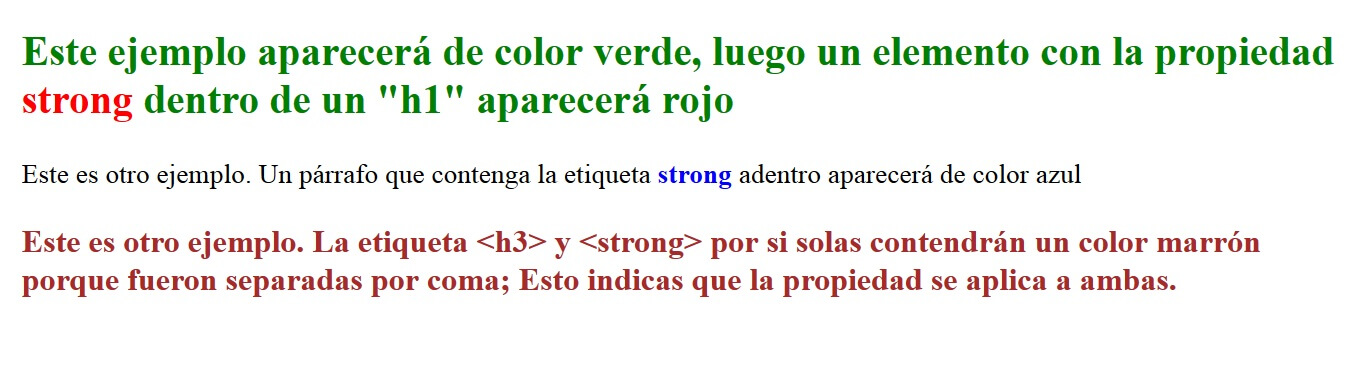 Este ejemplo aparecerá de color verde, luego un elemento con la propiedad
strong dentro de un "h1" aparecerá rojo
Este es otro ejemplo. Un párrafo que contenga la etiqueta strong adentro aparecerá de color azul
Este es otro ejemplo. La etiqueta <h3> y <strong> por si solas contendrán un color marrón
porque fueron separadas por coma; Esto indicas que la propiedad se aplica a ambas.